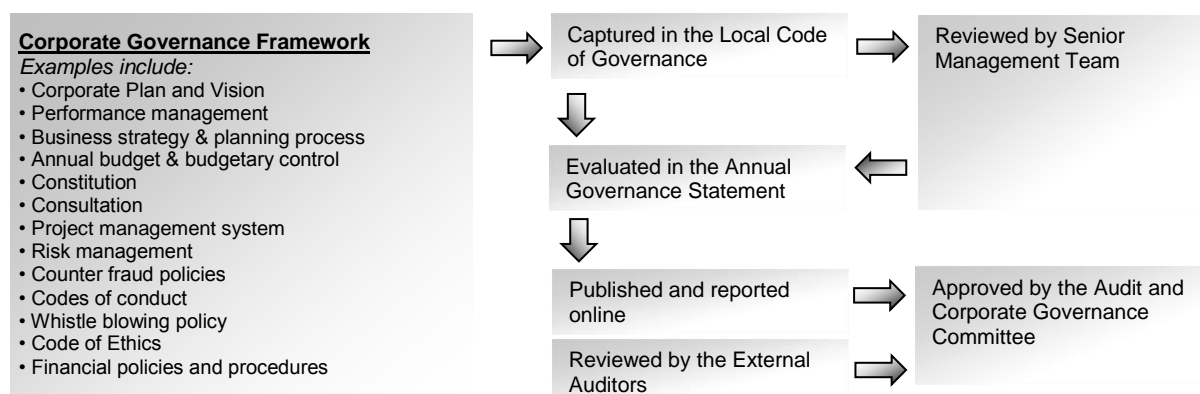 Corporate Governance Framework
Examples include:
• Corporate Plan and Vision
• Performance management
• Business strategy & planning process
• Annual budget & budgetary control
• Constitution
• Consultation
• Project management system
• Risk management
• Counter fraud policies
• Codes of conduct
• Whistle blowing policy
• Code of Ethics
• Financial policies and procedures
Captured in the Local Code
of Governance
Reviewed by Senior
Management Team
Evaluated in the Annual
Governance Statement
Published and reported
online
Approved by the Audit and
Corporate Governance
Committee
Reviewed by the External
Auditors